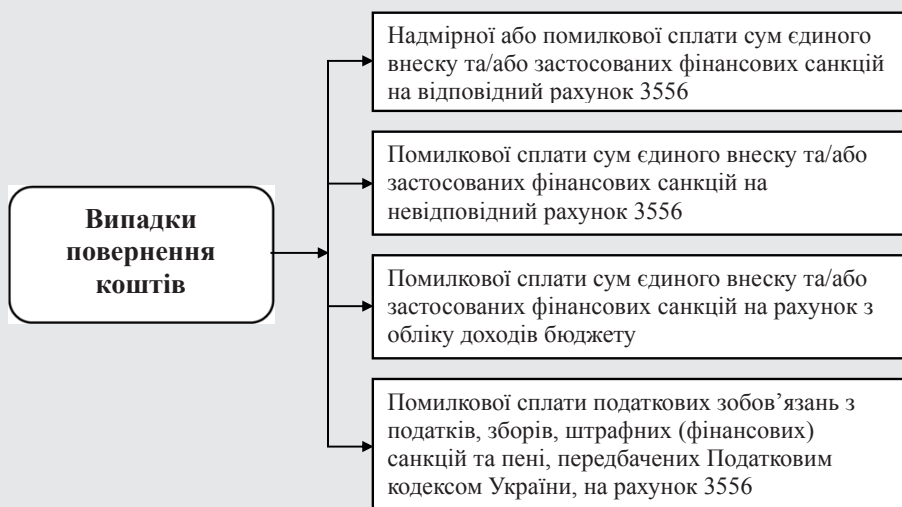 Випадки
повернення
коштів
Надмірної або помилкової сплати сум єдиного
внеску та/або застосованих фінансових санкцій
на відповідний рахунок 3556
Помилкової сплати сум єдиного внеску та/або
застосованих фінансових санкцій на
невідповідний рахунок 3556
Помилкової сплати сум єдиного внеску та/або
застосованих фінансових санкцій на рахунок з
обліку доходів бюджету
Помилкової сплати податкових зобов’язань з
податків, зборів, штрафних (фінансових)
санкцій та пені, передбачених Податковим
кодексом України, на рахунок 3556